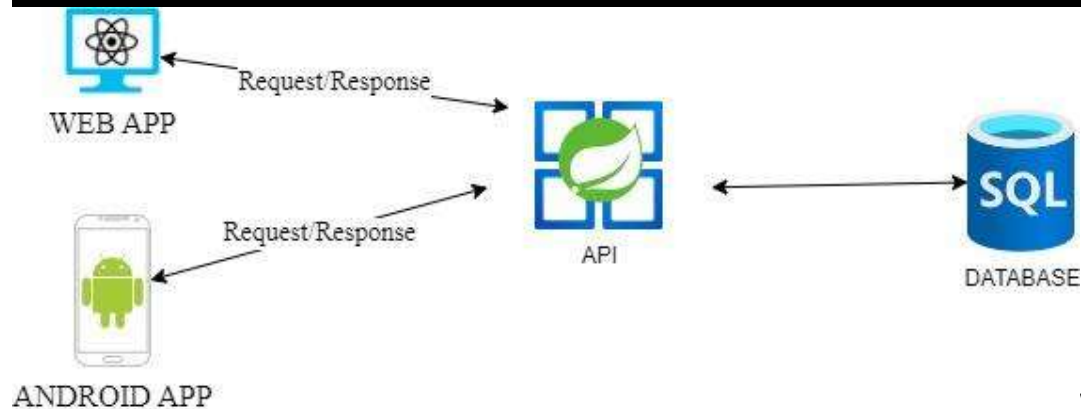 Request/Response
WEB APP
Request/Response
API
SQL
DATABASE
ANDROID APP